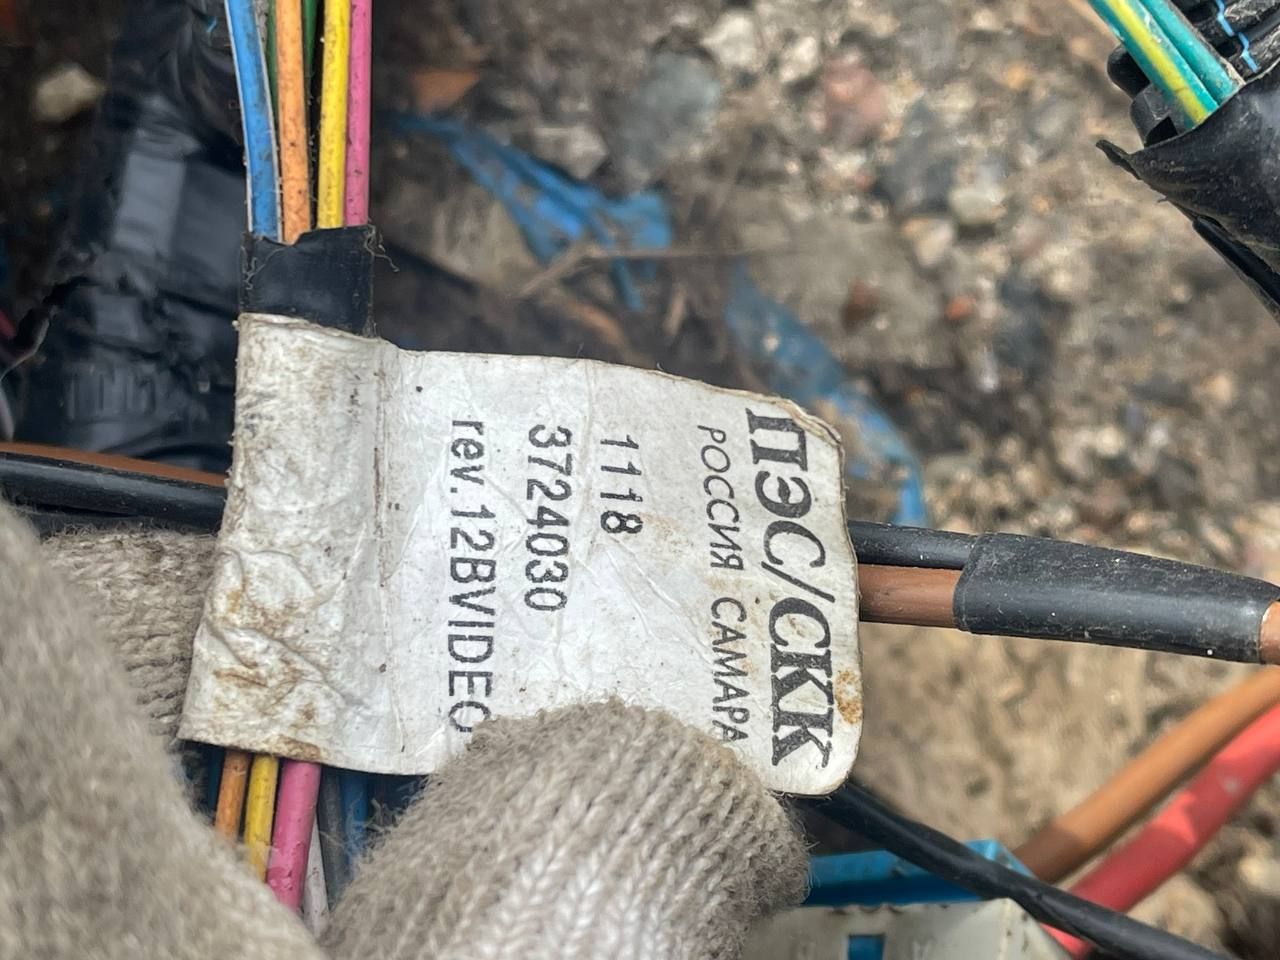 ПЭС/СКК
РОССИЯ САМАРА
1118
3724030
rev.12BVIDEO